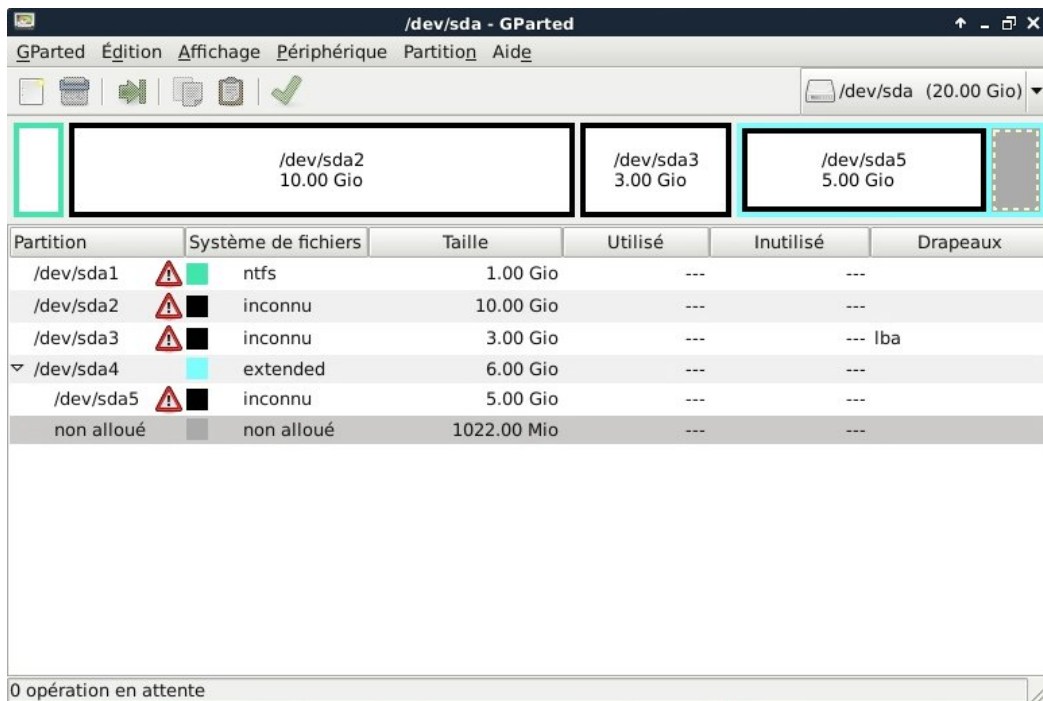 /dev/sda - GParted
GParted Édition Affichage Périphérique Partition Aide
/dev/sda (20.00 Gio)
/dev/sda2
10.00 Gio
/dev/sda3
3.00 Gio
/dev/sda5
5.00 Gio
Partition Système de fichiers Taille Utilisé Inutilisé Drapeaux
/dev/sda1 ntfs 1.00 Gio --- ---
/dev/sda2 inconnu 10.00 Gio --- ---
/dev/sda3 inconnu 3.00 Gio --- --- lba
/dev/sda4 extended 6.00 Gio --- ---
/dev/sda5 inconnu 5.00 Gio --- ---
non alloué non alloué 1022.00 Mio --- ---
0 opération en attente